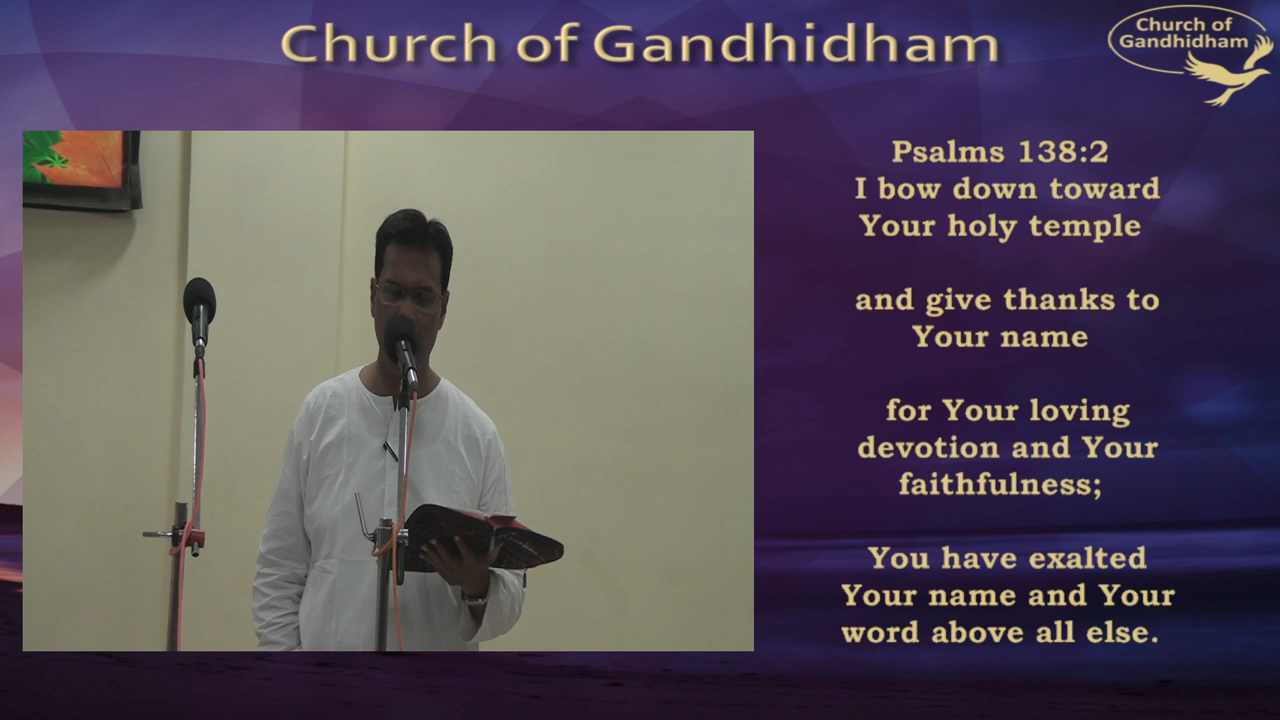 Church of Gandhidham
Church of
Gandhidham
Psalms 138:2
I bow down toward
Your holy temple
and give thanks to
Your name
for Your loving
devotion and Your
faithfulness;
You have exalted
Your name and Your
word above all else.